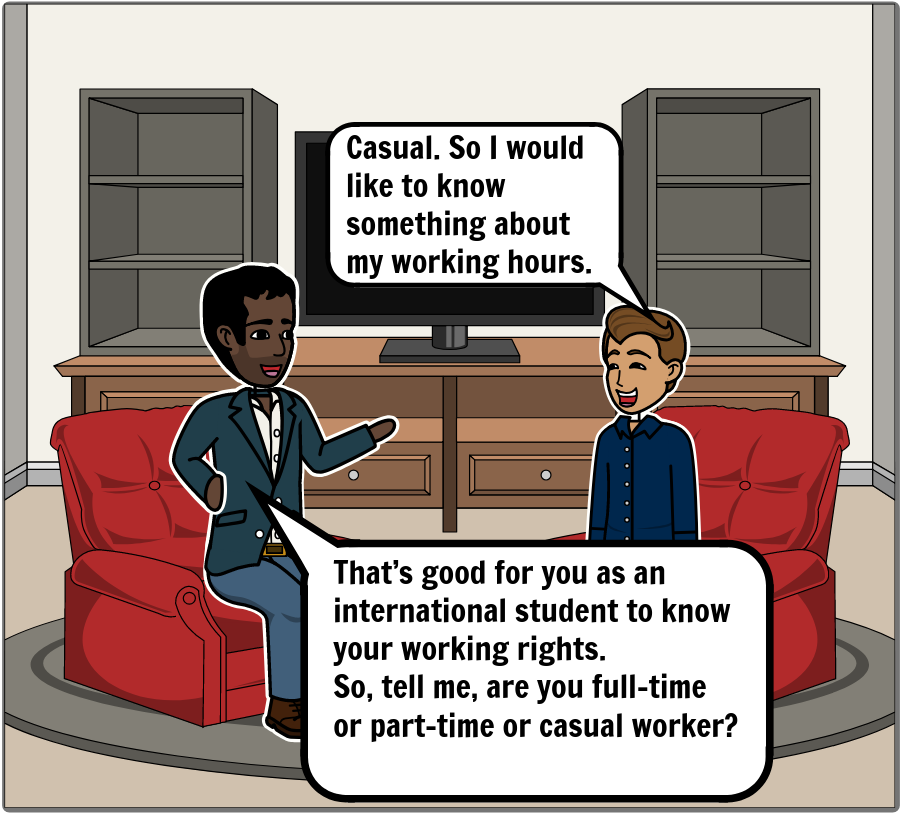 Casual. So I would
like to know
something about
my working hours.
That's good for you as an
international student to know
your working rights.
So, tell me, are you full-time
or part-time or casual worker?